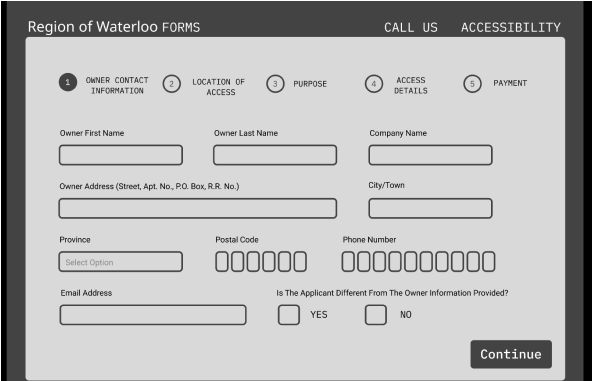 Region of Waterloo FORMS
CALL US ACCESSIBILITY
1 OWNER CONTACT
INFORMATION
2 LOCATION OF
ACCESS
3 PURPOSE
4 ACCESS
DETAILS
5 PAYMENT
Owner First Name
Owner Last Name
Company Name
Owner Address (Street, Apt. No., P.O. Box, R.R. No.)
City/Town
Province
Postal Code
Phone Number
Select Option
Email Address
Is The Applicant Different From The Owner Information Provided?
YES
NO
Continue